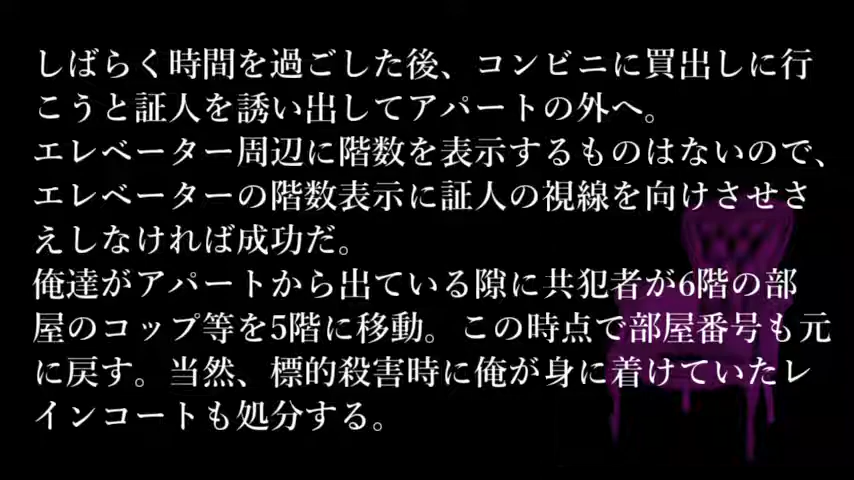 しばらく時間を過ごした後、コンビニに買出しに行
こうと証人を誘い出してアパートの外へ。
エレベーター周辺に階数を表示するものはないので、
エレベーターの階数表示に証人の視線を向けさせさ
えしなければ成功だ。
俺達がアパートから出ている隙に共犯者が6階の部
屋のコップ等を5階に移動。この時点で部屋番号も元
に戻す。当然、標的殺害時に俺が身に着けていたレ
インコートも処分する。